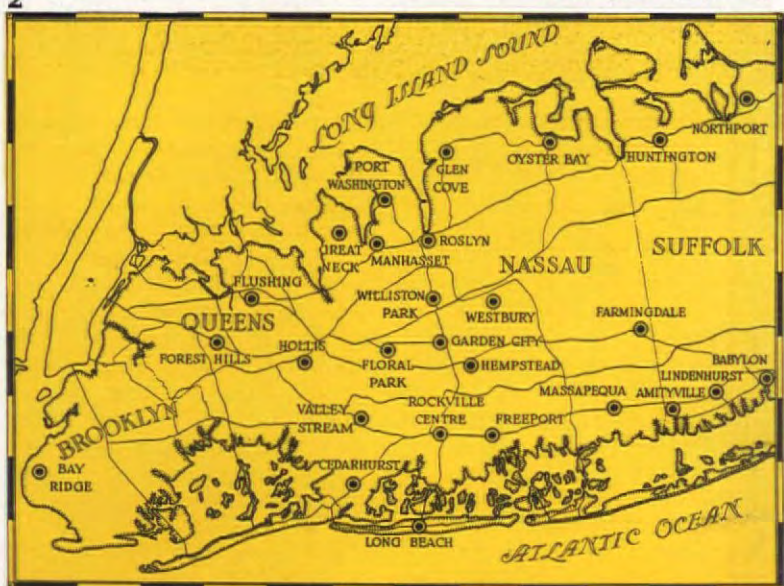 2
LONG ISLAND SOUND
NORTHPORT
PORT
WASHINGTON
GLEN
COVE
OYSTER BAY
HUNTINGTON
GREAT
NECK
MANHASSET
ROSLYN
NASSAU
SUFFOLK
FLUSHING
WILLISTON
PARK
WESTBURY
FARMINGDALE
QUEENS
FOREST HILLS
HOLLIS
FLORAL
PARK
GARDEN CITY
HEMPSTEAD
BABYLON
LINDENHURST
MASSAPEQUA
AMITYVILLE
BROOKLYN
VALLEY
STREAM
ROCKVILLE
CENTRE
FREEPORT
BAY
RIDGE
CEDARHURST
LONG BEACH
ATLANTIC OCEAN